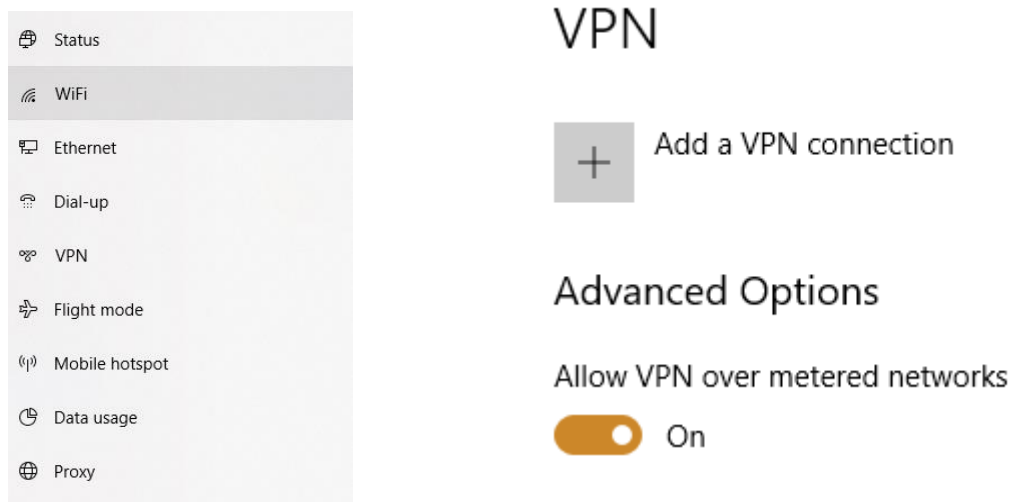 Status
WiFi
Ethernet
Dial-up
VPN
Flight mode
Mobile hotspot
Data usage
Proxy
VPN
Add a VPN connection
Advanced Options
Allow VPN over metered networks
On